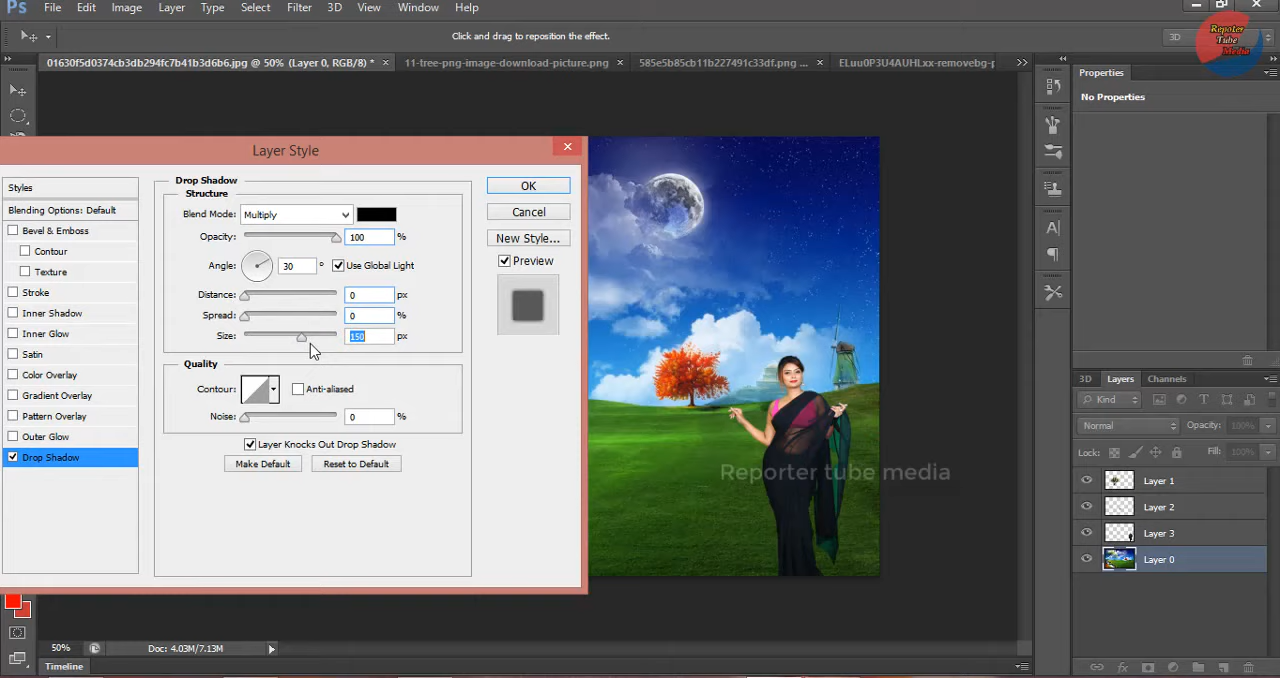 Ps File Edit Image Layer Type Select Filter 3D View Window Help
Repoter
Tube
Media
Click and drag to reposition the effect.
3D
01630f5d0374cb3db294fc7b41b3d6b6.jpg @ 50% (Layer 0, RGB/8) *
11-tree-png-image-download-picture.png
585e5b85cb11b227491c33df.png ...
ELuu0P3U4AUHLxx-removebg-p
Properties
No Properties
Layer Style
Styles
Blending Options: Default
Bevel & Emboss
Contour
Texture
Stroke
Inner Shadow
Inner Glow
Satin
Color Overlay
Gradient Overlay
Pattern Overlay
Outer Glow
Drop Shadow
Drop Shadow
Structure
Blend Mode: Multiply
Opacity: 100 %
Angle: 30 ° Use Global Light
Distance: 0 px
Spread: 0 %
Size: 150 px
Quality
Contour: Anti-aliased
Noise: 0 %
Layer Knocks Out Drop Shadow
Make Default Reset to Default
OK
Cancel
New Style...
Preview
Reporter tube media
3D Layers Channels
Kind
Normal Opacity: 100%
Lock: Fill: 100%
Layer 1
Layer 2
Layer 3
Layer 0
50% Doc: 4.03M/7.13M
Timeline